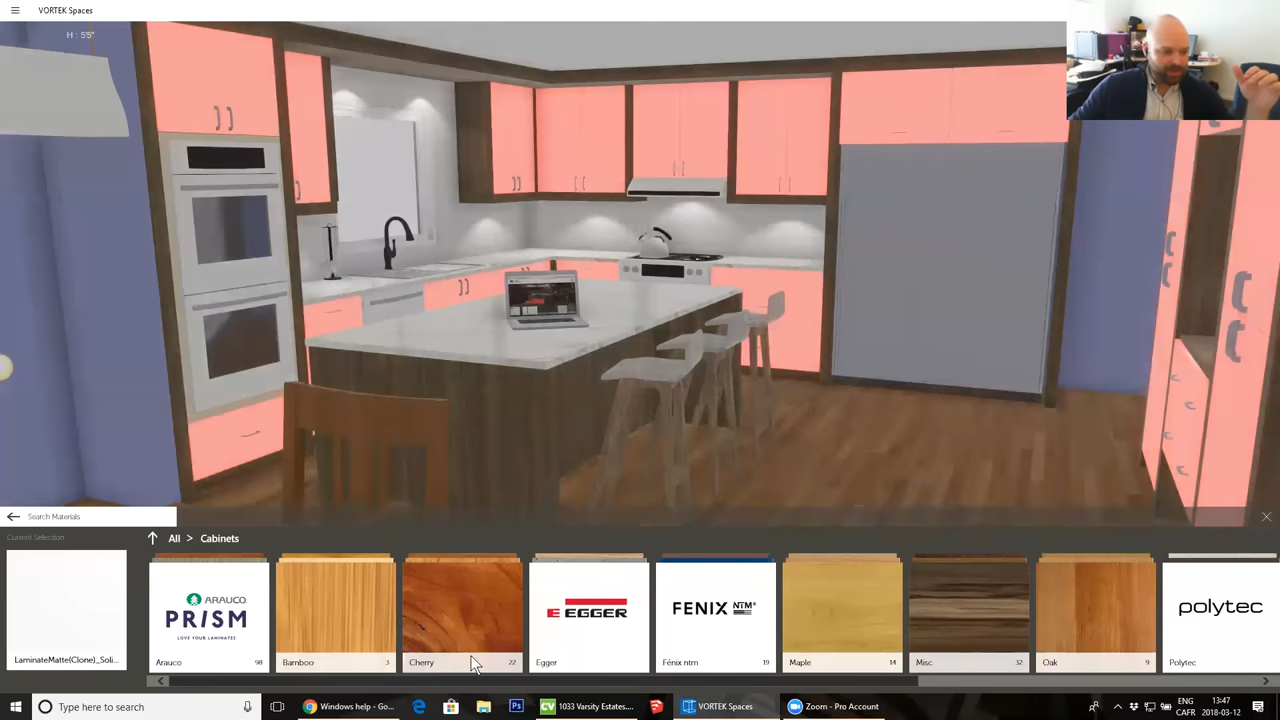 VORTEK Spaces
H : 5'5"
Search Materials
Current Selection
All > Cabinets
LaminateMatte(Clone)_Soli...
ARAUCO
PRISM
LOVE YOUR LAMINATES
Arauco 98
Bamboo 3
Cherry 22
E EGGER
Egger
FENIX NTM
Fénix ntm 19
Maple 14
Misc 32
Oak 9
polytec
Polytec
Type here to search
Windows help - Go...
CV
1033 Varsity Estates....
VORTEK Spaces
Zoom - Pro Account
ENG
CAFR
13:47
2018-03-12